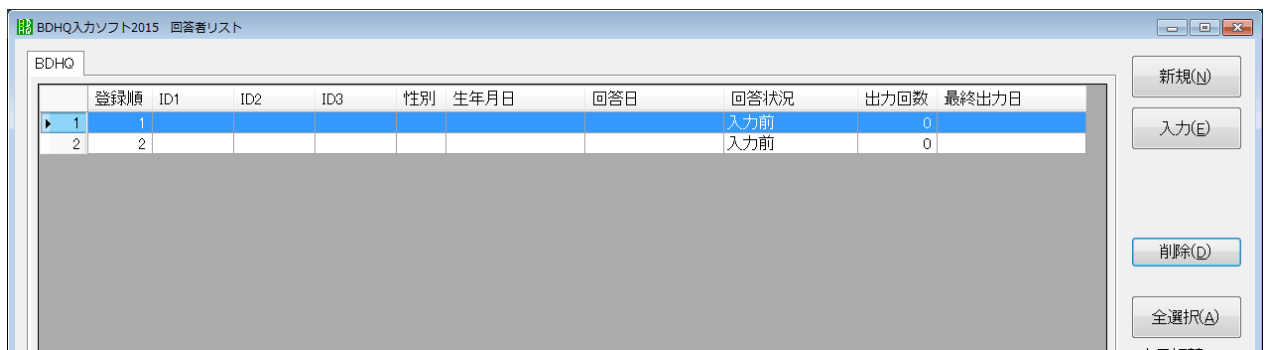 BDHQ入力ソフト2015 回答者リスト
BDHQ
新規(N)
登録順 ID1 ID2 ID3 性別 生年月日 回答日 回答状況 出力回数 最終出力日
1 1 入力前 0
入力(E)
2 2 入力前 0
削除(D)
全選択(A)